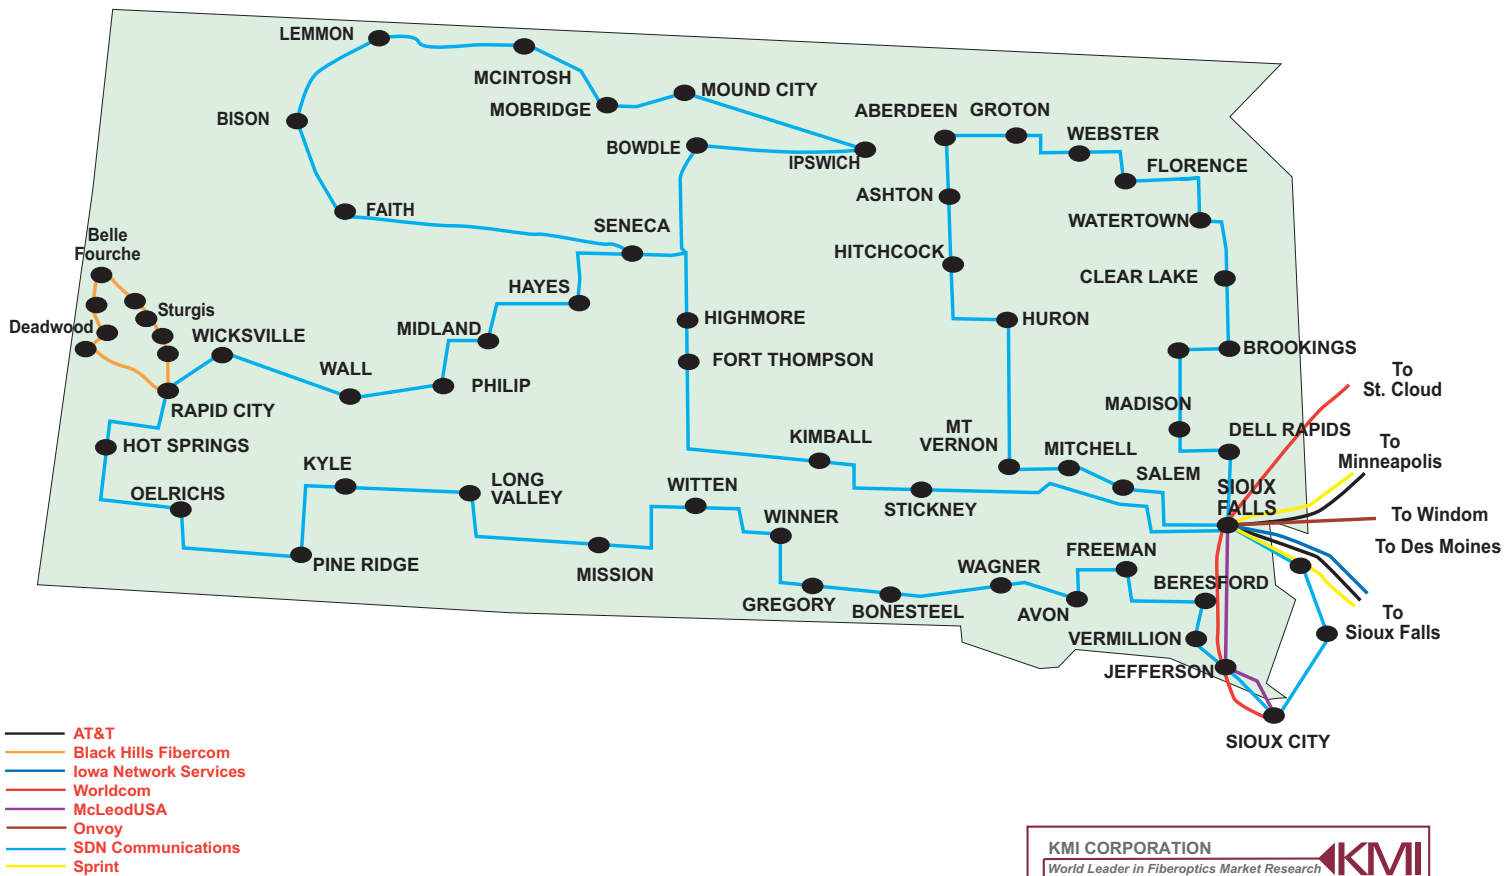 LEMMON
MCINTOSH
MOBRIDGE
MOUND CITY
BISON
BOWDLE
IPSWICH
ABERDEEN
GROTON
WEBSTER
FLORENCE
ASHTON
WATERTOWN
FAITH
SENECA
HITCHCOCK
CLEAR LAKE
Belle
Fourche
Sturgis
Deadwood
WICKSVILLE
HAYES
MIDLAND
HIGHMORE
HURON
BROOKINGS
WALL
PHILIP
FORT THOMPSON
To
St. Cloud
RAPID CITY
MADISON
DELL RAPIDS
HOT SPRINGS
KIMBALL
MT
VERNON
MITCHELL
To
Minneapolis
KYLE
LONG
VALLEY
WITTEN
SALEM
SIOUX
FALLS
OELRICHS
STICKNEY
To Windom
WINNER
To Des Moines
PINE RIDGE
MISSION
FREEMAN
WAGNER
BERESFORD
GREGORY
BONESTEEL
AVON
To
Sioux Falls
VERMILLION
JEFFERSON
SIOUX CITY
AT&T
Black Hills Fibercom
Iowa Network Services
Worldcom
McLeodUSA
Onvoy
SDN Communications
Sprint
KMI CORPORATION
World Leader in Fiberoptics Market Research
KMI